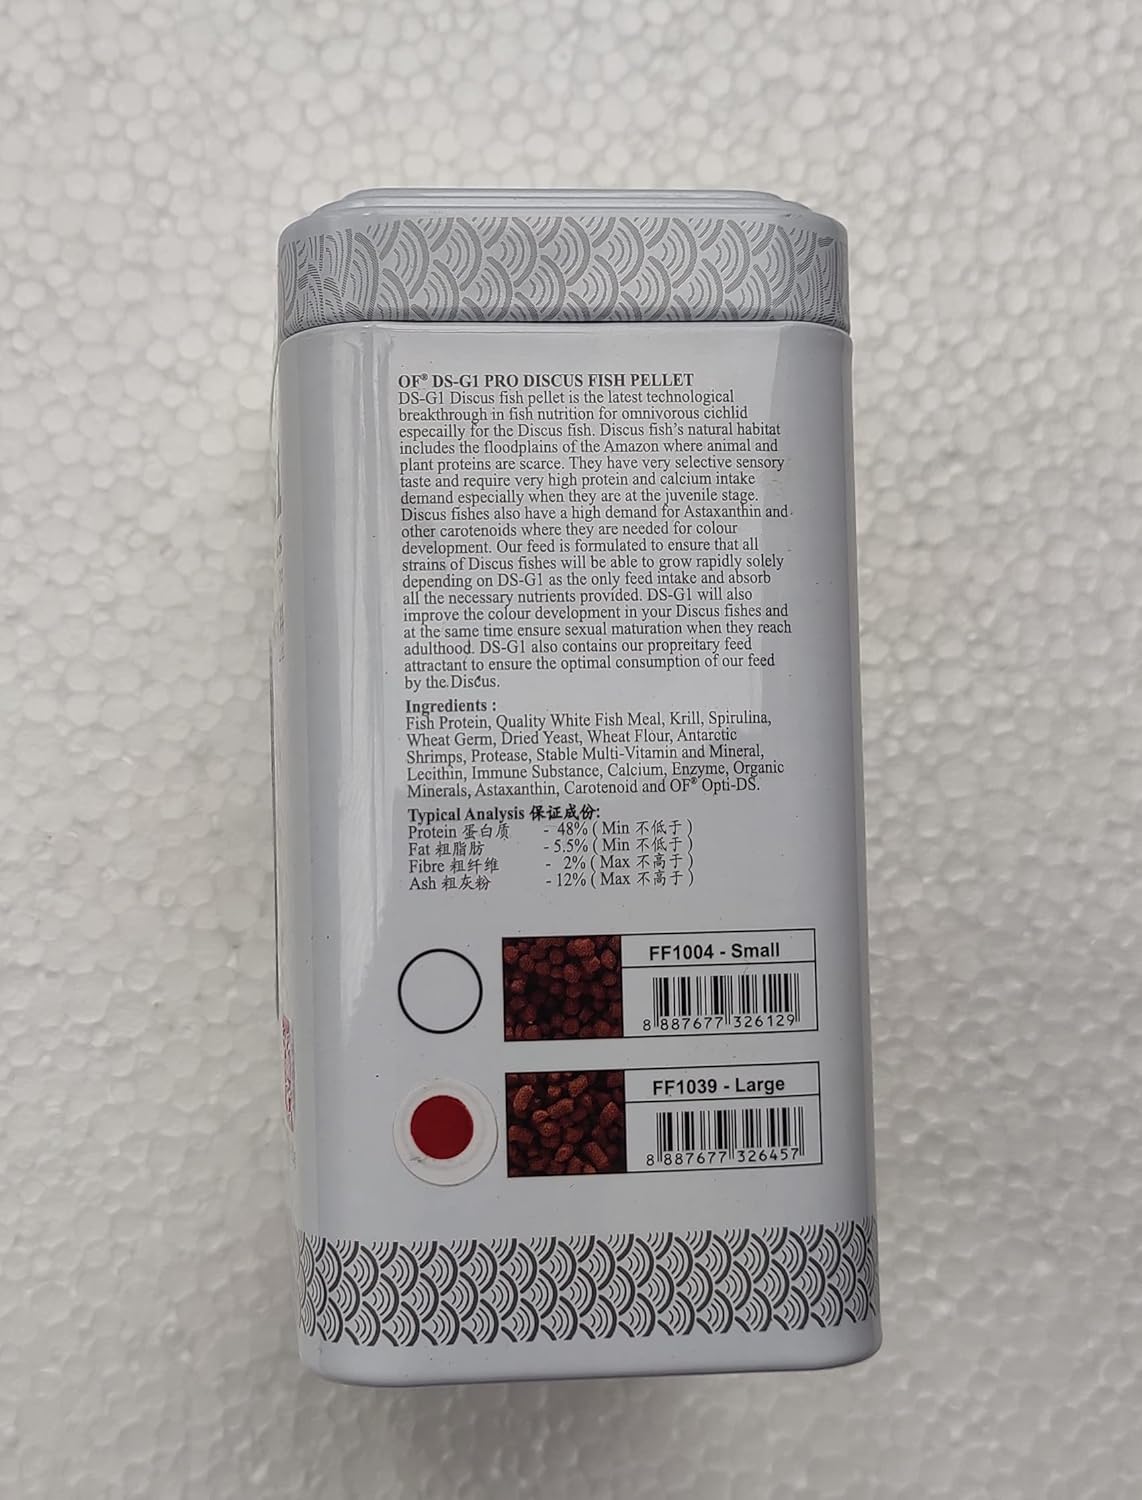 OF® DS-G1 PRO DISCUS FISH PELLET
DS-G1 Discus fish pellet is the latest technological
breakthrough in fish nutrition for omnivorous cichlid
especailly for the Discus fish. Discus fish's natural habitat
includes the floodplains of the Amazon where animal and
plant proteins are scarce. They have very selective sensory
taste and require very high protein and calcium intake
demand especially when they are at the juvenile stage.
Discus fishes also have a high demand for Astaxanthin and
other carotenoids where they are needed for colour
development. Our feed is formulated to ensure that all
strains of Discus fishes will be able to grow rapidly solely
depending on DS-G1 as the only feed intake and absorb
all the necessary nutrients provided. DS-G1 will also
improve the colour development in your Discus fishes and
at the same time ensure sexual maturation when they reach
adulthood. DS-G1 also contains our propreitary feed
attractant to ensure the optimal consumption of our feed
by the Discus.
Ingredients :
Fish Protein, Quality White Fish Meal, Krill, Spirulina,
Wheat Germ, Dried Yeast, Wheat Flour, Antarctic
Shrimps, Protease, Stable Multi-Vitamin and Mineral,
Lecithin, Immune Substance, Calcium, Enzyme, Organic
Minerals, Astaxanthin, Carotenoid and OF® Opti-DS.
Typical Analysis 保证成份:
Protein 蛋白质 - 48% ( Min 不低于 )
Fat 粗脂肪 - 5.5% ( Min 不低于 )
Fibre 粗纤维 - 2% ( Max 不高于 )
Ash 粗灰粉 - 12% ( Max 不高于 )
FF1004 - Small
8 887677 326129
FF1039 - Large
8 887677 326457